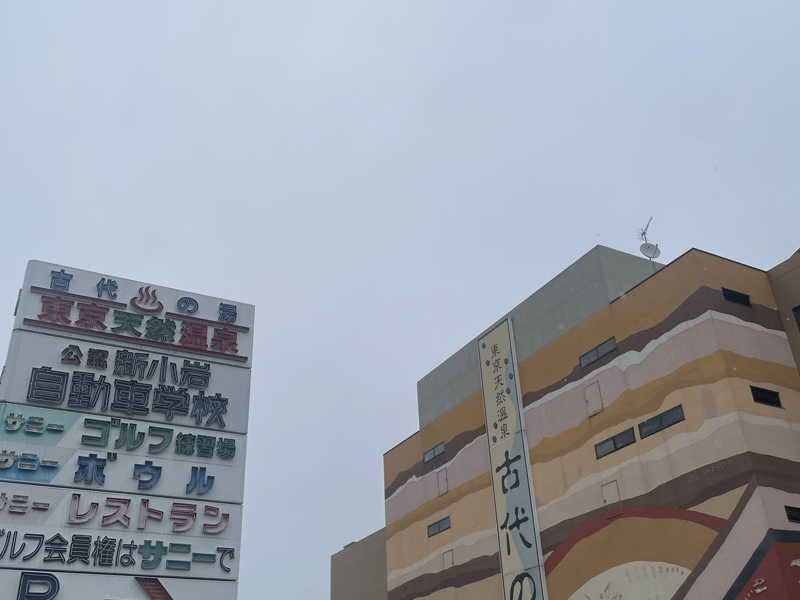 古代の湯
東京天然温泉
公認 新小岩
自動車学校
サニー ゴルフ練習場
サニー ボウル
サニー レストラン
ゴルフ会員権はサニーで
P
東京天然温泉
古代の